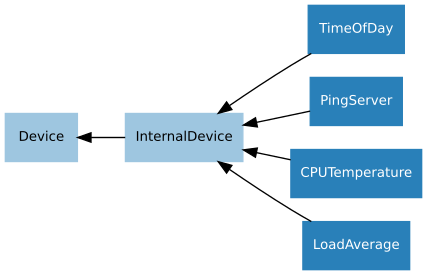 TimeOfDay
PingServer
Device
InternalDevice
CPUTemperature
LoadAverage